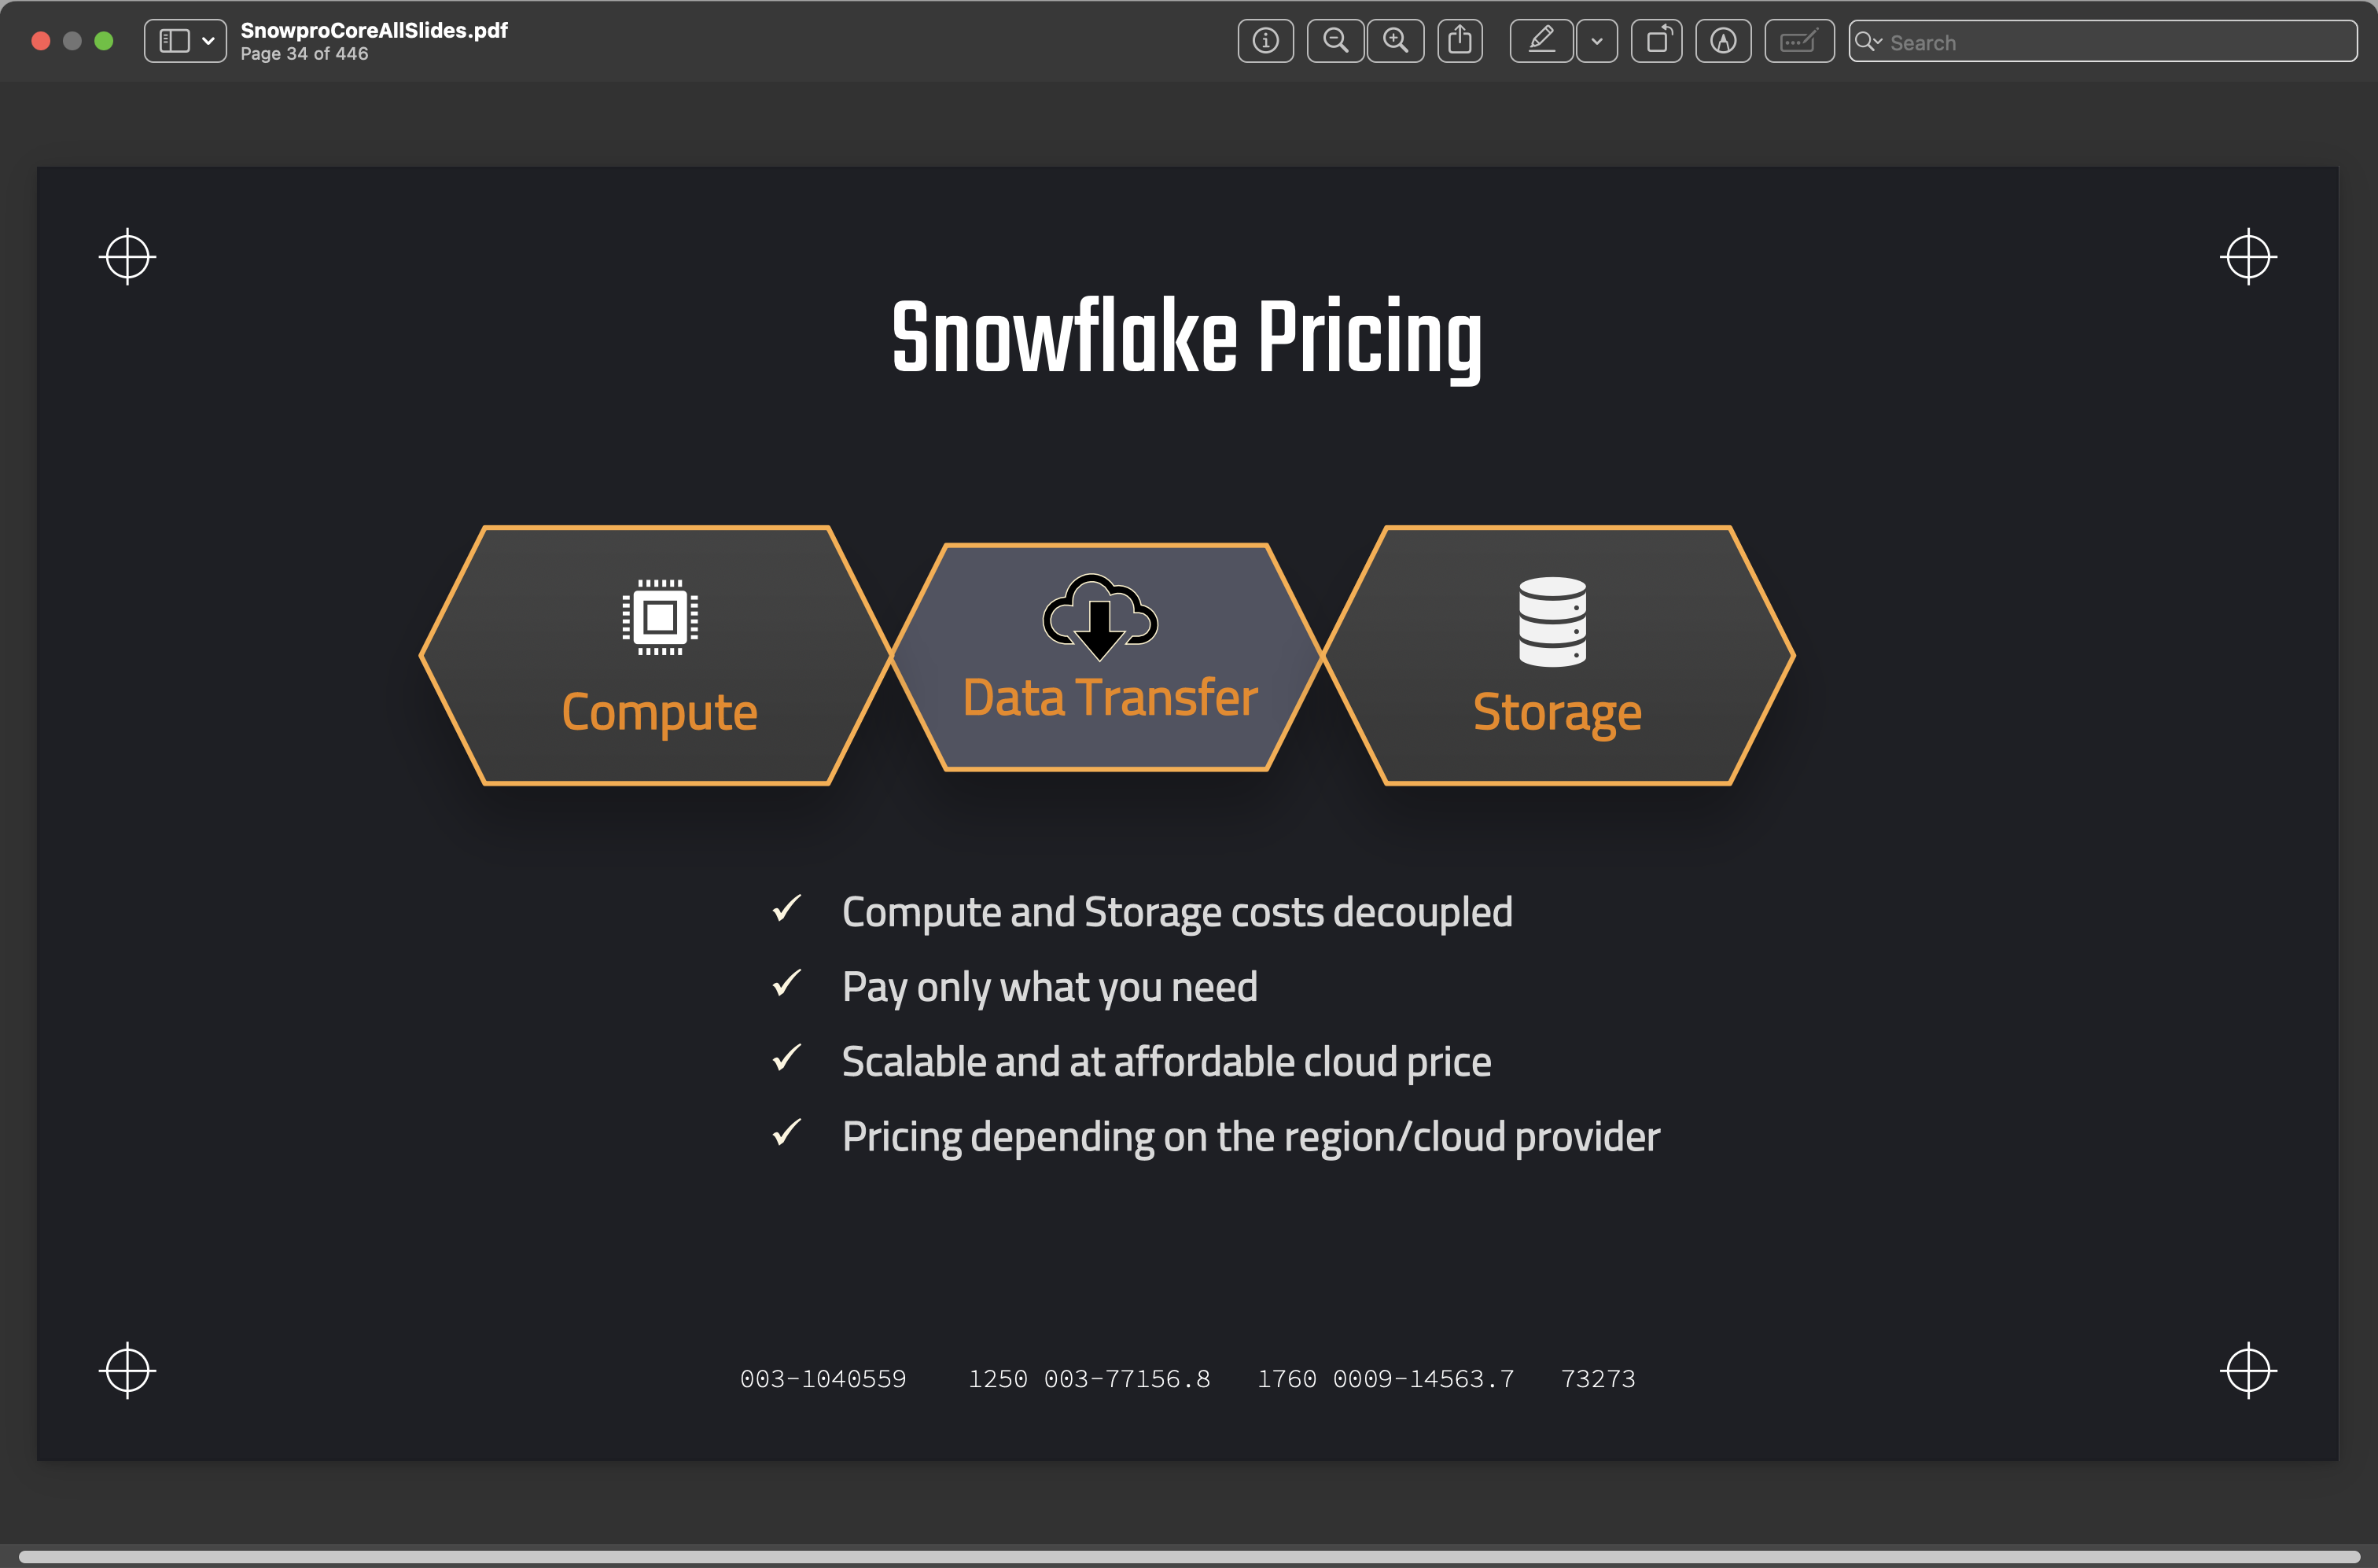 SnowproCoreAllSlides.pdf
Page 34 of 446
Search
Snowflake Pricing
Compute
Data Transfer
Storage
✓ Compute and Storage costs decoupled
✓ Pay only what you need
✓ Scalable and at affordable cloud price
✓ Pricing depending on the region/cloud provider
003-1040559 1250 003-77156.8 1760 0009-14563.7 73273